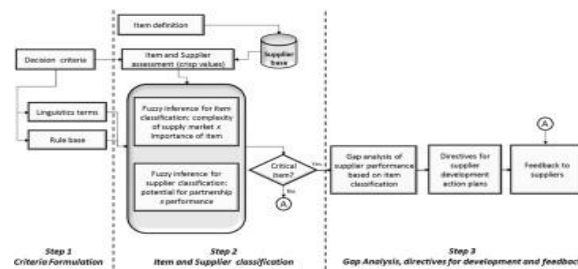 Item definition
Supplier
base
Decision criteria
Item and Supplier
assessment (crisp values)
Linguistics terms
Rule base
Fuzzy inference for item
classification: complexity
of supply market x
Importance of item
Fuzzy inference for
supplier classification:
potential for partnership
x performance
Critical
item?
Yes
No
A
Gap analysis of
supplier performance
based on item
classification
Directives for
supplier
development
action plans
A
Feedback to
suppliers
Step 1
Criteria Formulation
Step 2
Item and Supplier classification
Step 3
Gap Analysis, directives for development and feedback